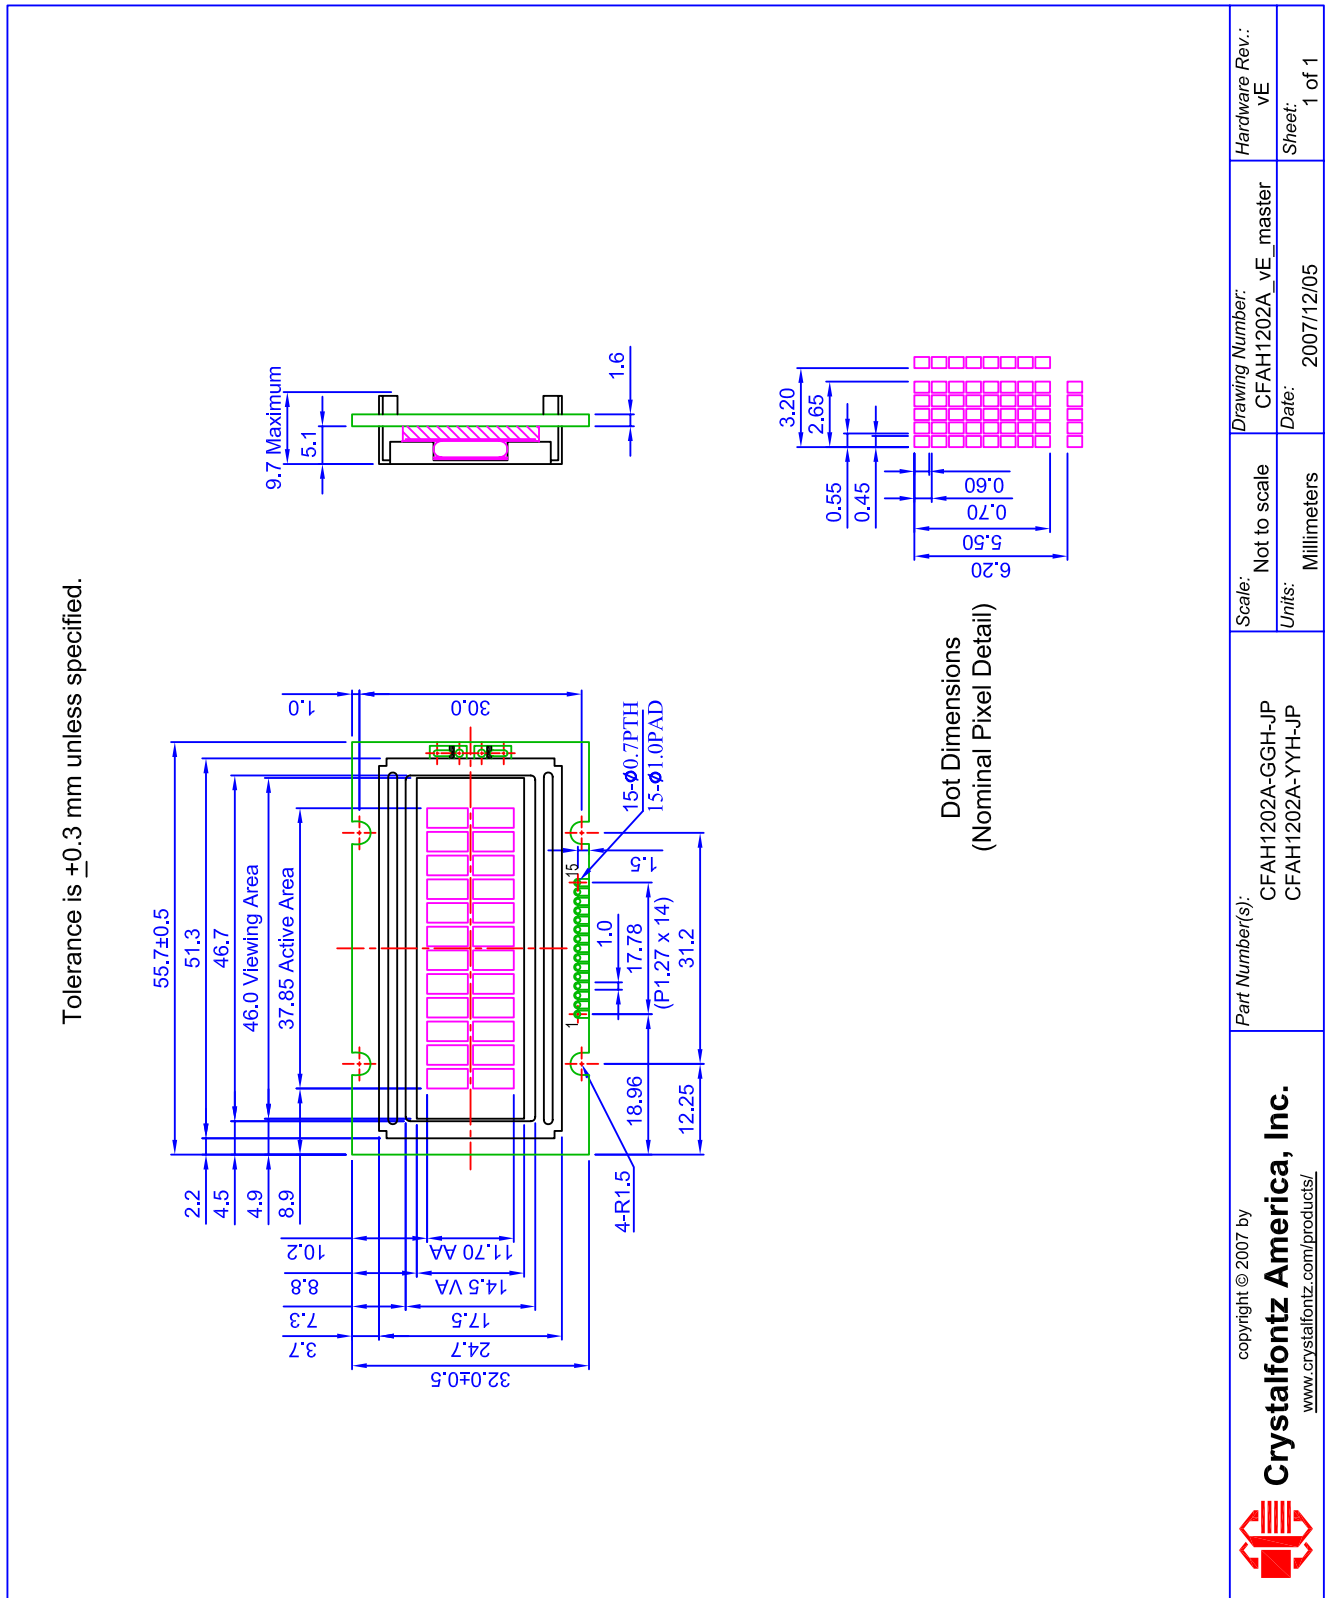 Tolerance is ±0.3 mm unless specified.
55.7±0.5
51.3
46.7
46.0 Viewing Area
37.85 Active Area
2.2
4.5
4.9
8.9
10.2
8.8
7.3
3.7
11.70 AA
14.5 VA
17.5
24.7
32.0±0.5
1.0
30.0
15-Ø0.7PTH
15-Ø1.0PAD
1.5
15
1
1.0
17.78
(P1.27 x 14)
31.2
18.96
12.25
4-R1.5
9.7 Maximum
5.1
1.6
3.20
2.65
0.55
0.45
0.60
0.70
5.50
6.20
Dot Dimensions
(Nominal Pixel Detail)
copyright © 2007 by
Crystalfontz America, Inc.
www.crystalfontz.com/products/
Part Number(s):
CFAH1202A-GGH-JP
CFAH1202A-YYH-JP
Scale:
Not to scale
Units:
Millimeters
Drawing Number:
CFAH1202A_vE_master
Date:
2007/12/05
Hardware Rev.:
vE
Sheet:
1 of 1